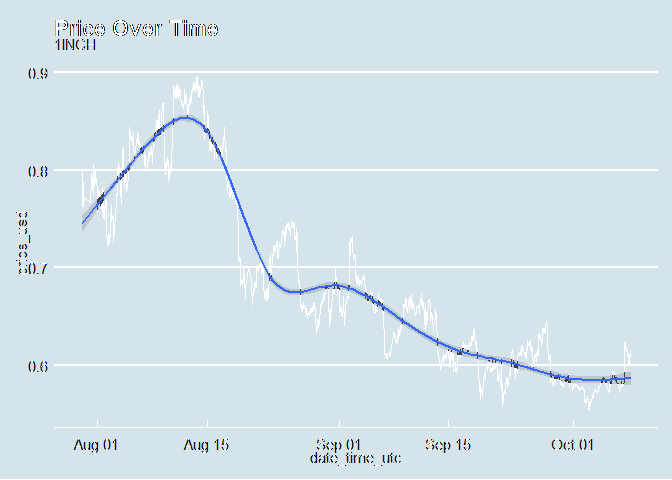 Price Over Time
1INCH
0.9
0.8
0.7
0.6
price_usd
Aug 01 Aug 15 Sep 01 Sep 15 Oct 01
date_time_utc